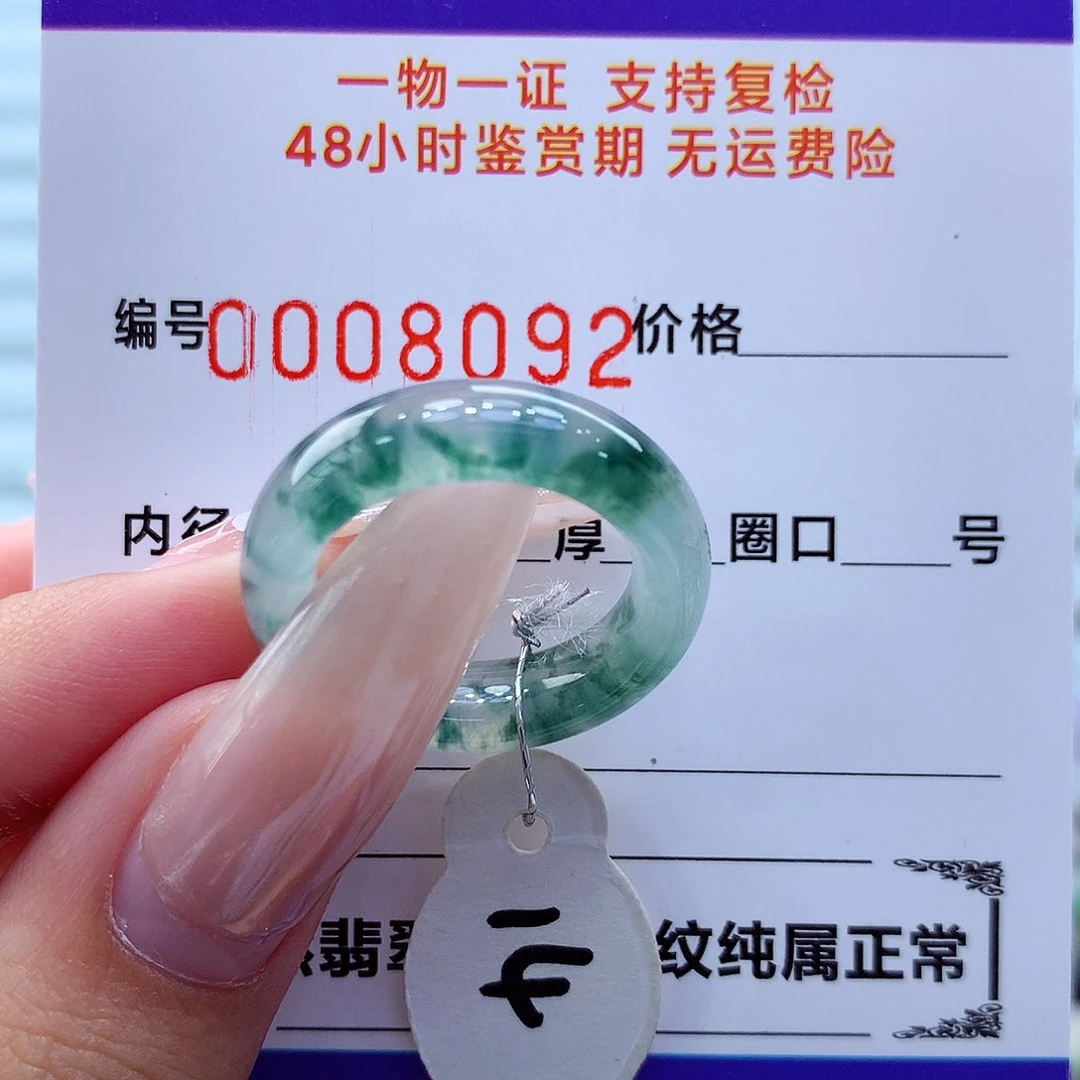 一物一证 支持复检
48小时鉴赏期 无运费险
编号0008092价格
内径 厚 圈口 号
翡翠 纹纯属正常